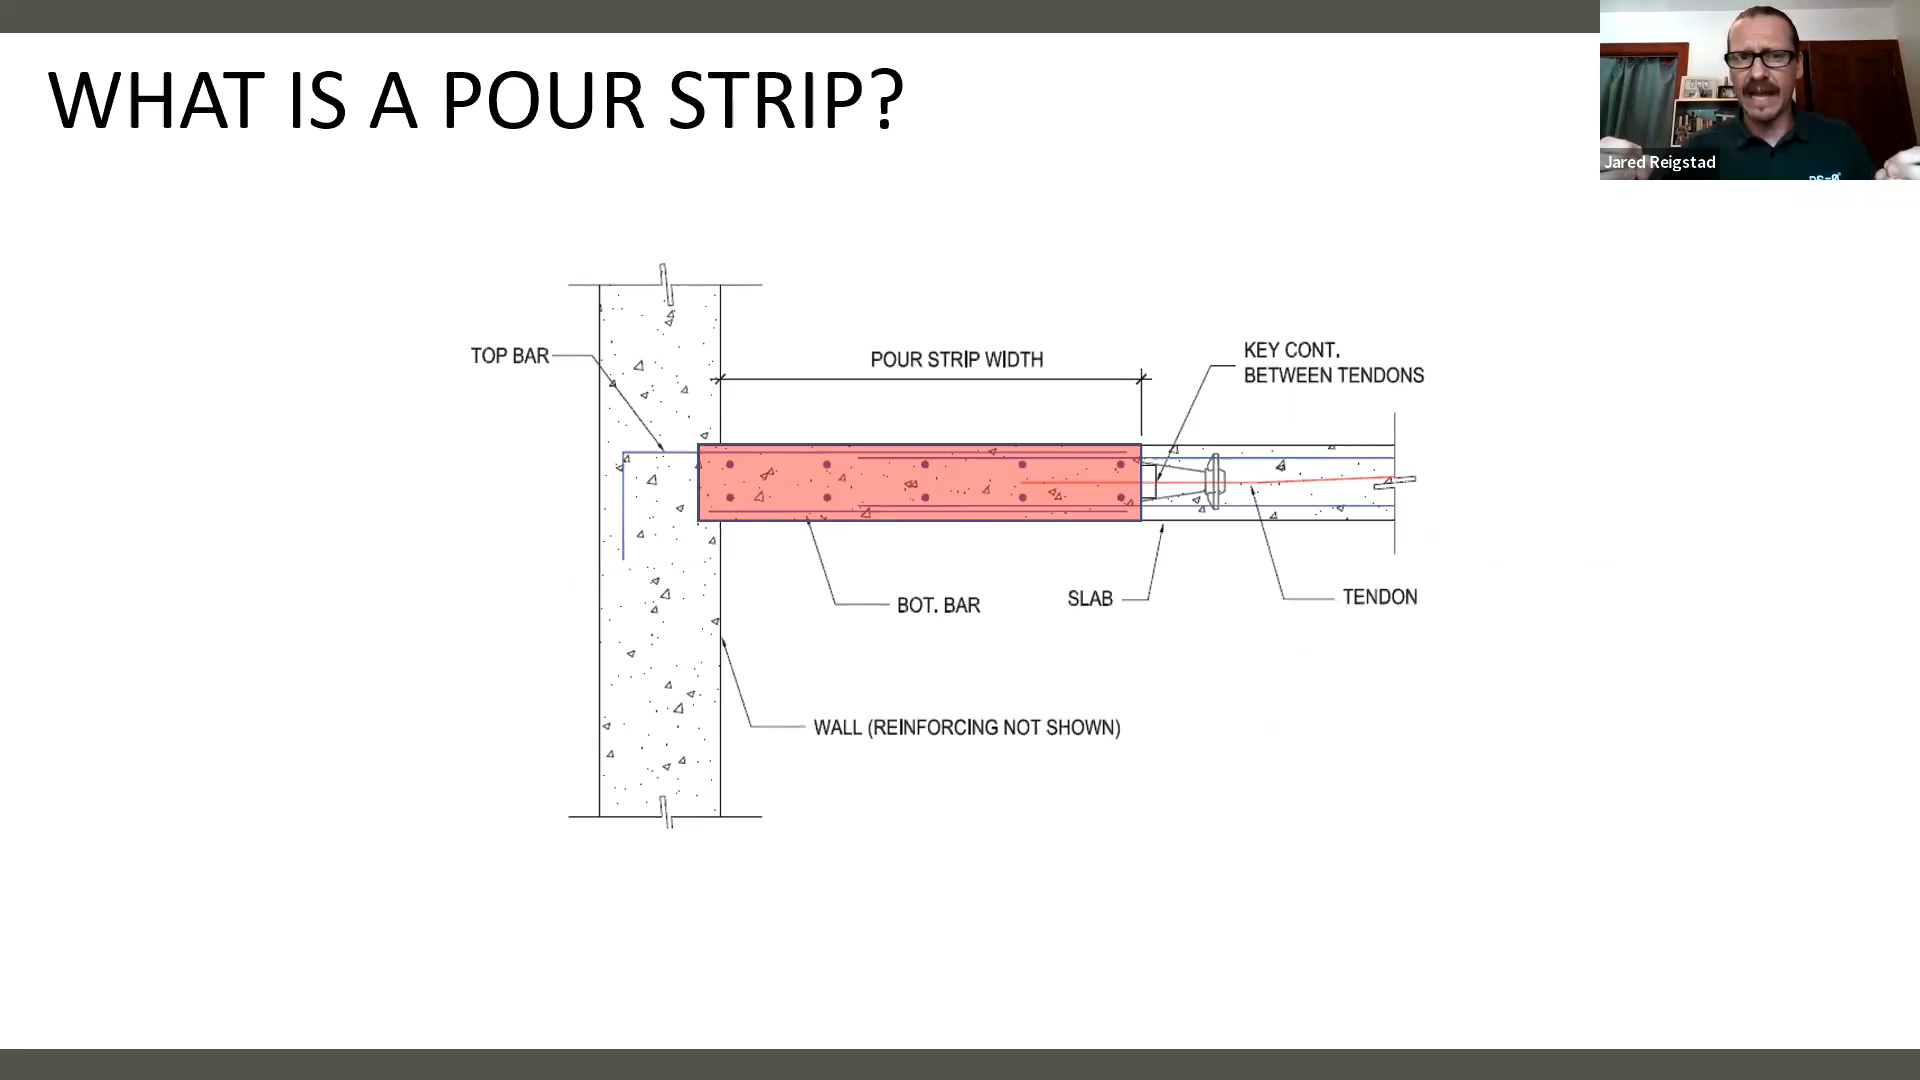 WHAT IS A POUR STRIP?
Jared Reigstad
TOP BAR
POUR STRIP WIDTH
KEY CONT.
BETWEEN TENDONS
BOT. BAR
SLAB
TENDON
WALL (REINFORCING NOT SHOWN)